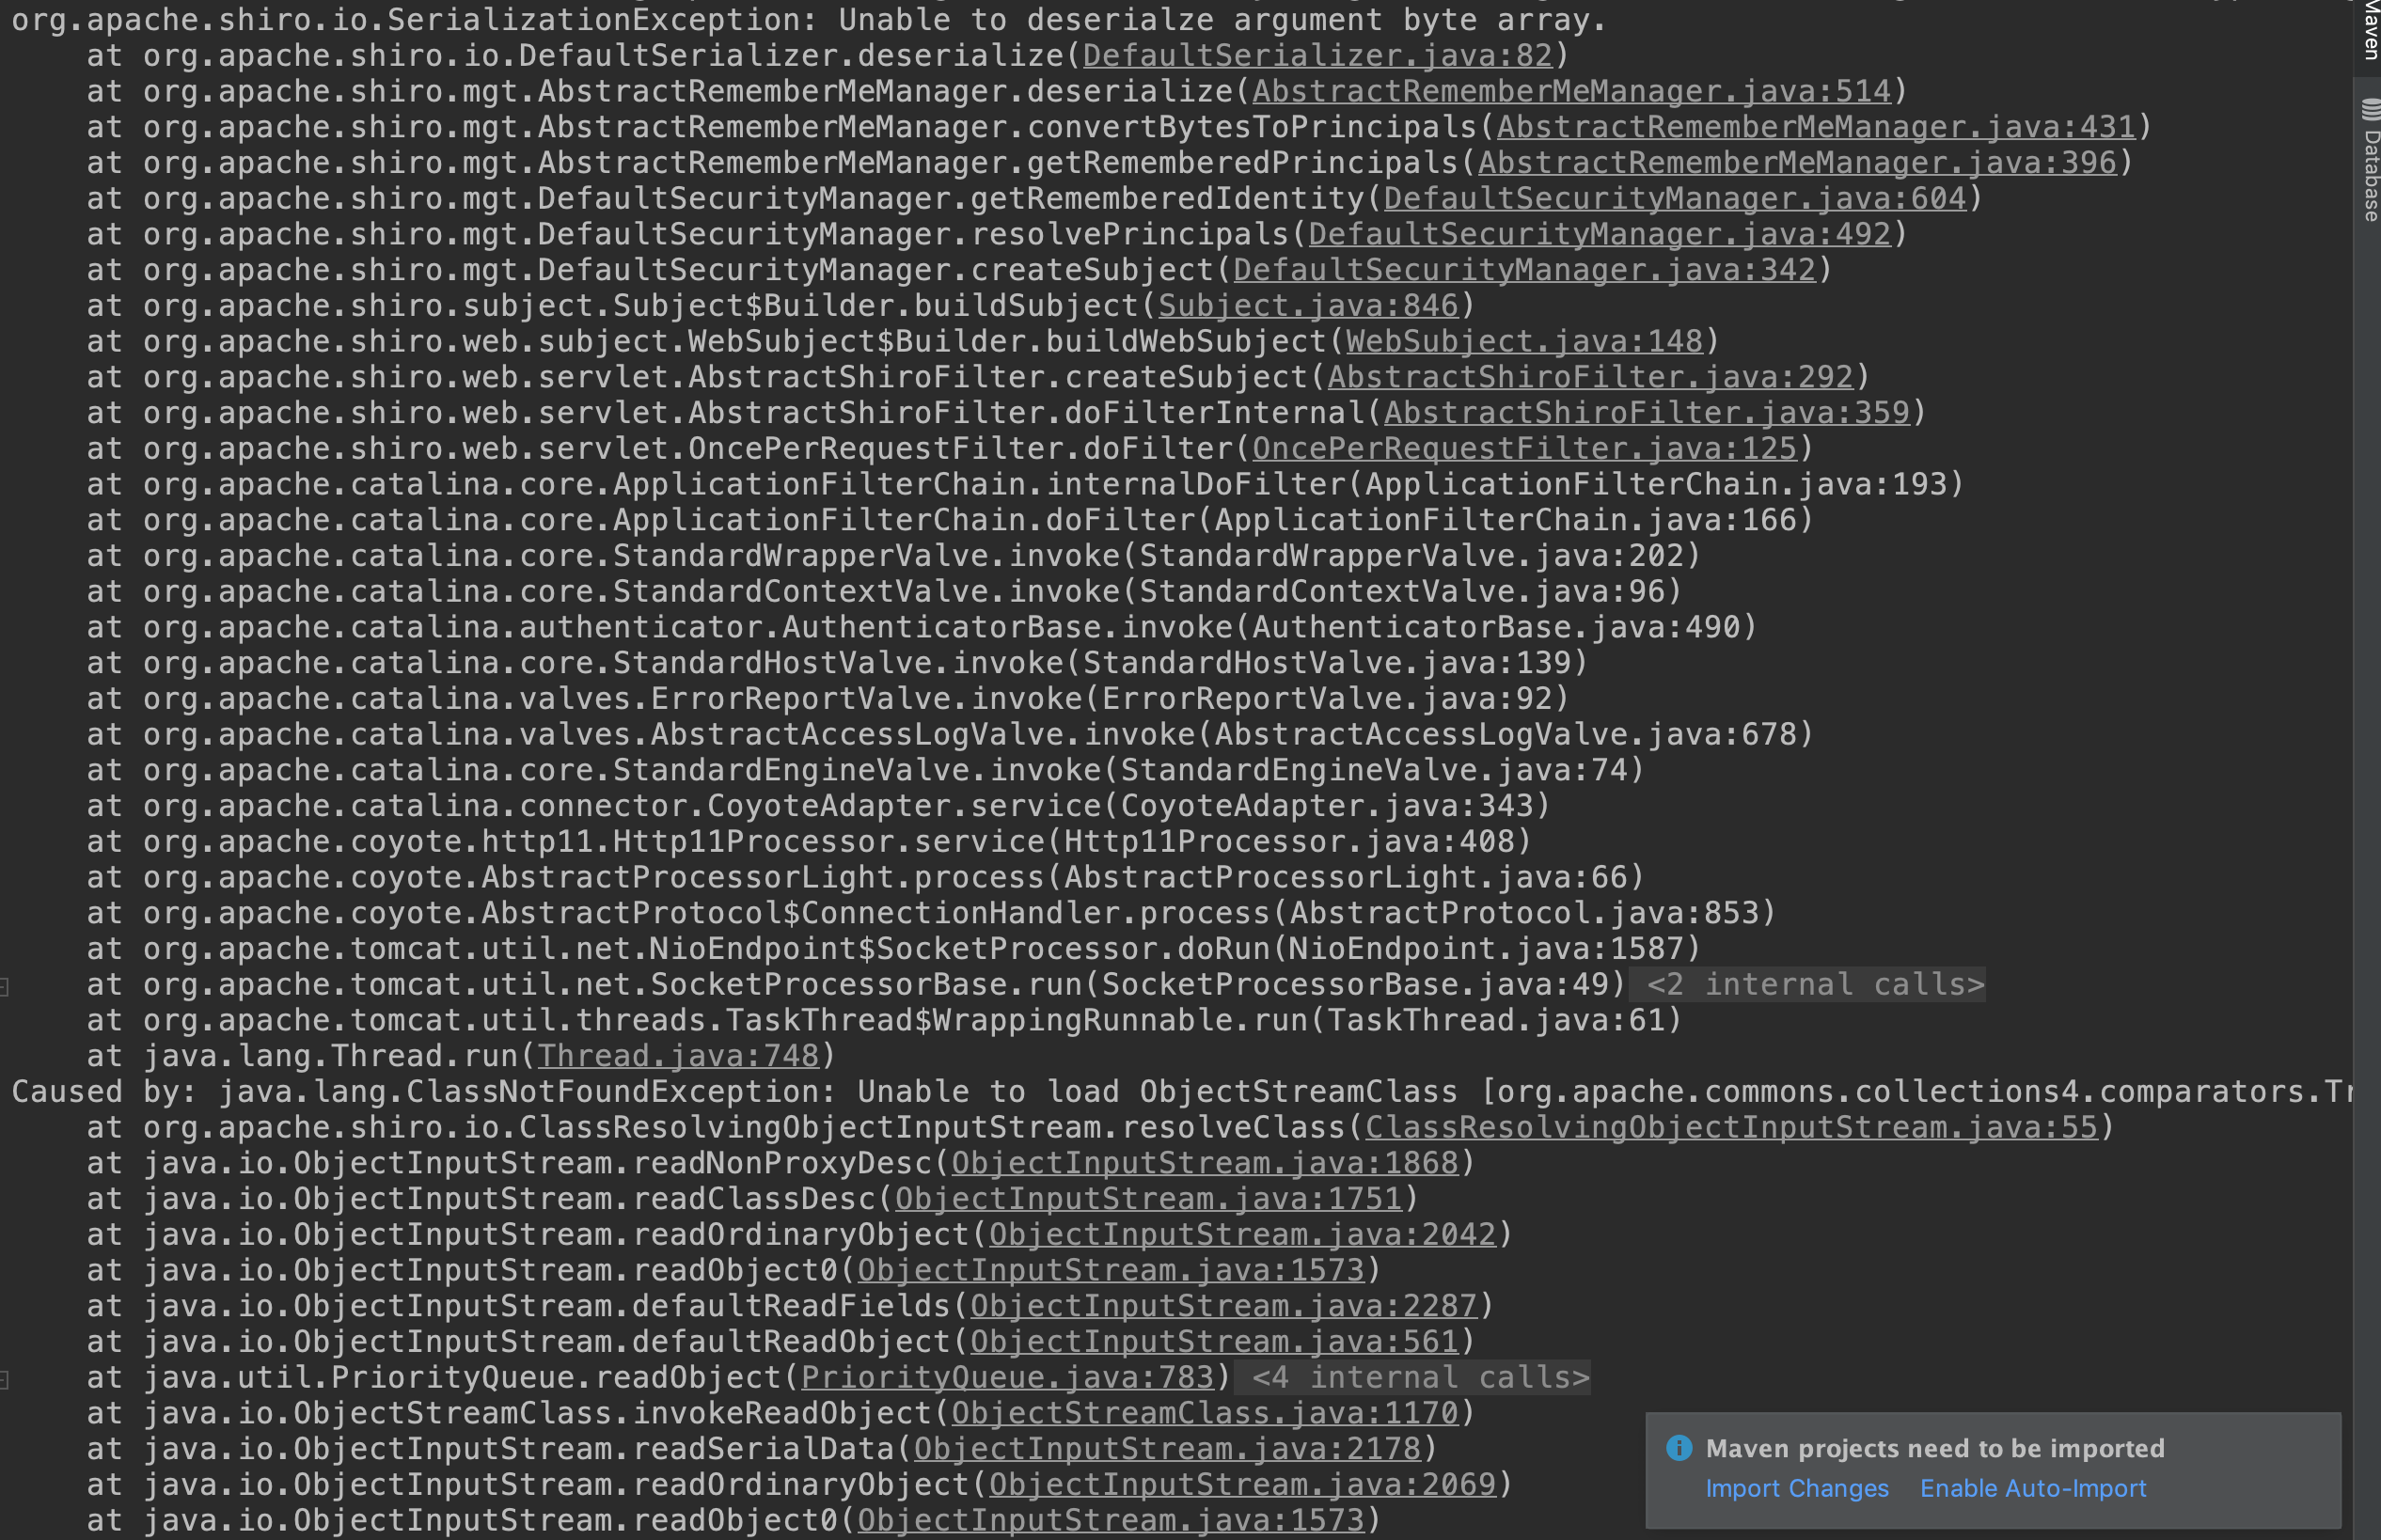 org.apache.shiro.io.SerializationException: Unable to deserialze argument byte array.
at org.apache.shiro.io.DefaultSerializer.deserialize(DefaultSerializer.java:82)
at org.apache.shiro.mgt.AbstractRememberMeManager.deserialize(AbstractRememberMeManager.java:514)
at org.apache.shiro.mgt.AbstractRememberMeManager.convertBytesToPrincipals(AbstractRememberMeManager.java:431)
at org.apache.shiro.mgt.AbstractRememberMeManager.getRememberedPrincipals(AbstractRememberMeManager.java:396)
at org.apache.shiro.mgt.DefaultSecurityManager.getRememberedIdentity(DefaultSecurityManager.java:604)
at org.apache.shiro.mgt.DefaultSecurityManager.resolvePrincipals(DefaultSecurityManager.java:492)
at org.apache.shiro.mgt.DefaultSecurityManager.createSubject(DefaultSecurityManager.java:342)
at org.apache.shiro.subject.Subject$Builder.buildSubject(Subject.java:846)
at org.apache.shiro.web.subject.WebSubject$Builder.buildWebSubject(WebSubject.java:148)
at org.apache.shiro.web.servlet.AbstractShiroFilter.createSubject(AbstractShiroFilter.java:292)
at org.apache.shiro.web.servlet.AbstractShiroFilter.doFilterInternal(AbstractShiroFilter.java:359)
at org.apache.shiro.web.servlet.OncePerRequestFilter.doFilter(OncePerRequestFilter.java:125)
at org.apache.catalina.core.ApplicationFilterChain.internalDoFilter(ApplicationFilterChain.java:193)
at org.apache.catalina.core.ApplicationFilterChain.doFilter(ApplicationFilterChain.java:166)
at org.apache.catalina.core.StandardWrapperValve.invoke(StandardWrapperValve.java:202)
at org.apache.catalina.core.StandardContextValve.invoke(StandardContextValve.java:96)
at org.apache.catalina.authenticator.AuthenticatorBase.invoke(AuthenticatorBase.java:490)
at org.apache.catalina.core.StandardHostValve.invoke(StandardHostValve.java:139)
at org.apache.catalina.valves.ErrorReportValve.invoke(ErrorReportValve.java:92)
at org.apache.catalina.valves.AbstractAccessLogValve.invoke(AbstractAccessLogValve.java:678)
at org.apache.catalina.core.StandardEngineValve.invoke(StandardEngineValve.java:74)
at org.apache.catalina.connector.CoyoteAdapter.service(CoyoteAdapter.java:343)
at org.apache.coyote.http11.Http11Processor.service(Http11Processor.java:408)
at org.apache.coyote.AbstractProcessorLight.process(AbstractProcessorLight.java:66)
at org.apache.coyote.AbstractProtocol$ConnectionHandler.process(AbstractProtocol.java:853)
at org.apache.tomcat.util.net.NioEndpoint$SocketProcessor.doRun(NioEndpoint.java:1587)
at org.apache.tomcat.util.net.SocketProcessorBase.run(SocketProcessorBase.java:49) <2 internal calls>
at org.apache.tomcat.util.threads.TaskThread$WrappingRunnable.run(TaskThread.java:61)
at java.lang.Thread.run(Thread.java:748)
Caused by: java.lang.ClassNotFoundException: Unable to load ObjectStreamClass [org.apache.commons.collections4.comparators.Tr
at org.apache.shiro.io.ClassResolvingObjectInputStream.resolveClass(ClassResolvingObjectInputStream.java:55)
at java.io.ObjectInputStream.readNonProxyDesc(ObjectInputStream.java:1868)
at java.io.ObjectInputStream.readClassDesc(ObjectInputStream.java:1751)
at java.io.ObjectInputStream.readOrdinaryObject(ObjectInputStream.java:2042)
at java.io.ObjectInputStream.readObject0(ObjectInputStream.java:1573)
at java.io.ObjectInputStream.defaultReadFields(ObjectInputStream.java:2287)
at java.io.ObjectInputStream.defaultReadObject(ObjectInputStream.java:561)
at java.util.PriorityQueue.readObject(PriorityQueue.java:783) <4 internal calls>
at java.io.ObjectStreamClass.invokeReadObject(ObjectStreamClass.java:1170)
at java.io.ObjectInputStream.readSerialData(ObjectInputStream.java:2178)
at java.io.ObjectInputStream.readOrdinaryObject(ObjectInputStream.java:2069)
at java.io.ObjectInputStream.readObject0(ObjectInputStream.java:1573)
Maven projects need to be imported
Import Changes Enable Auto-Import
Maven
Database